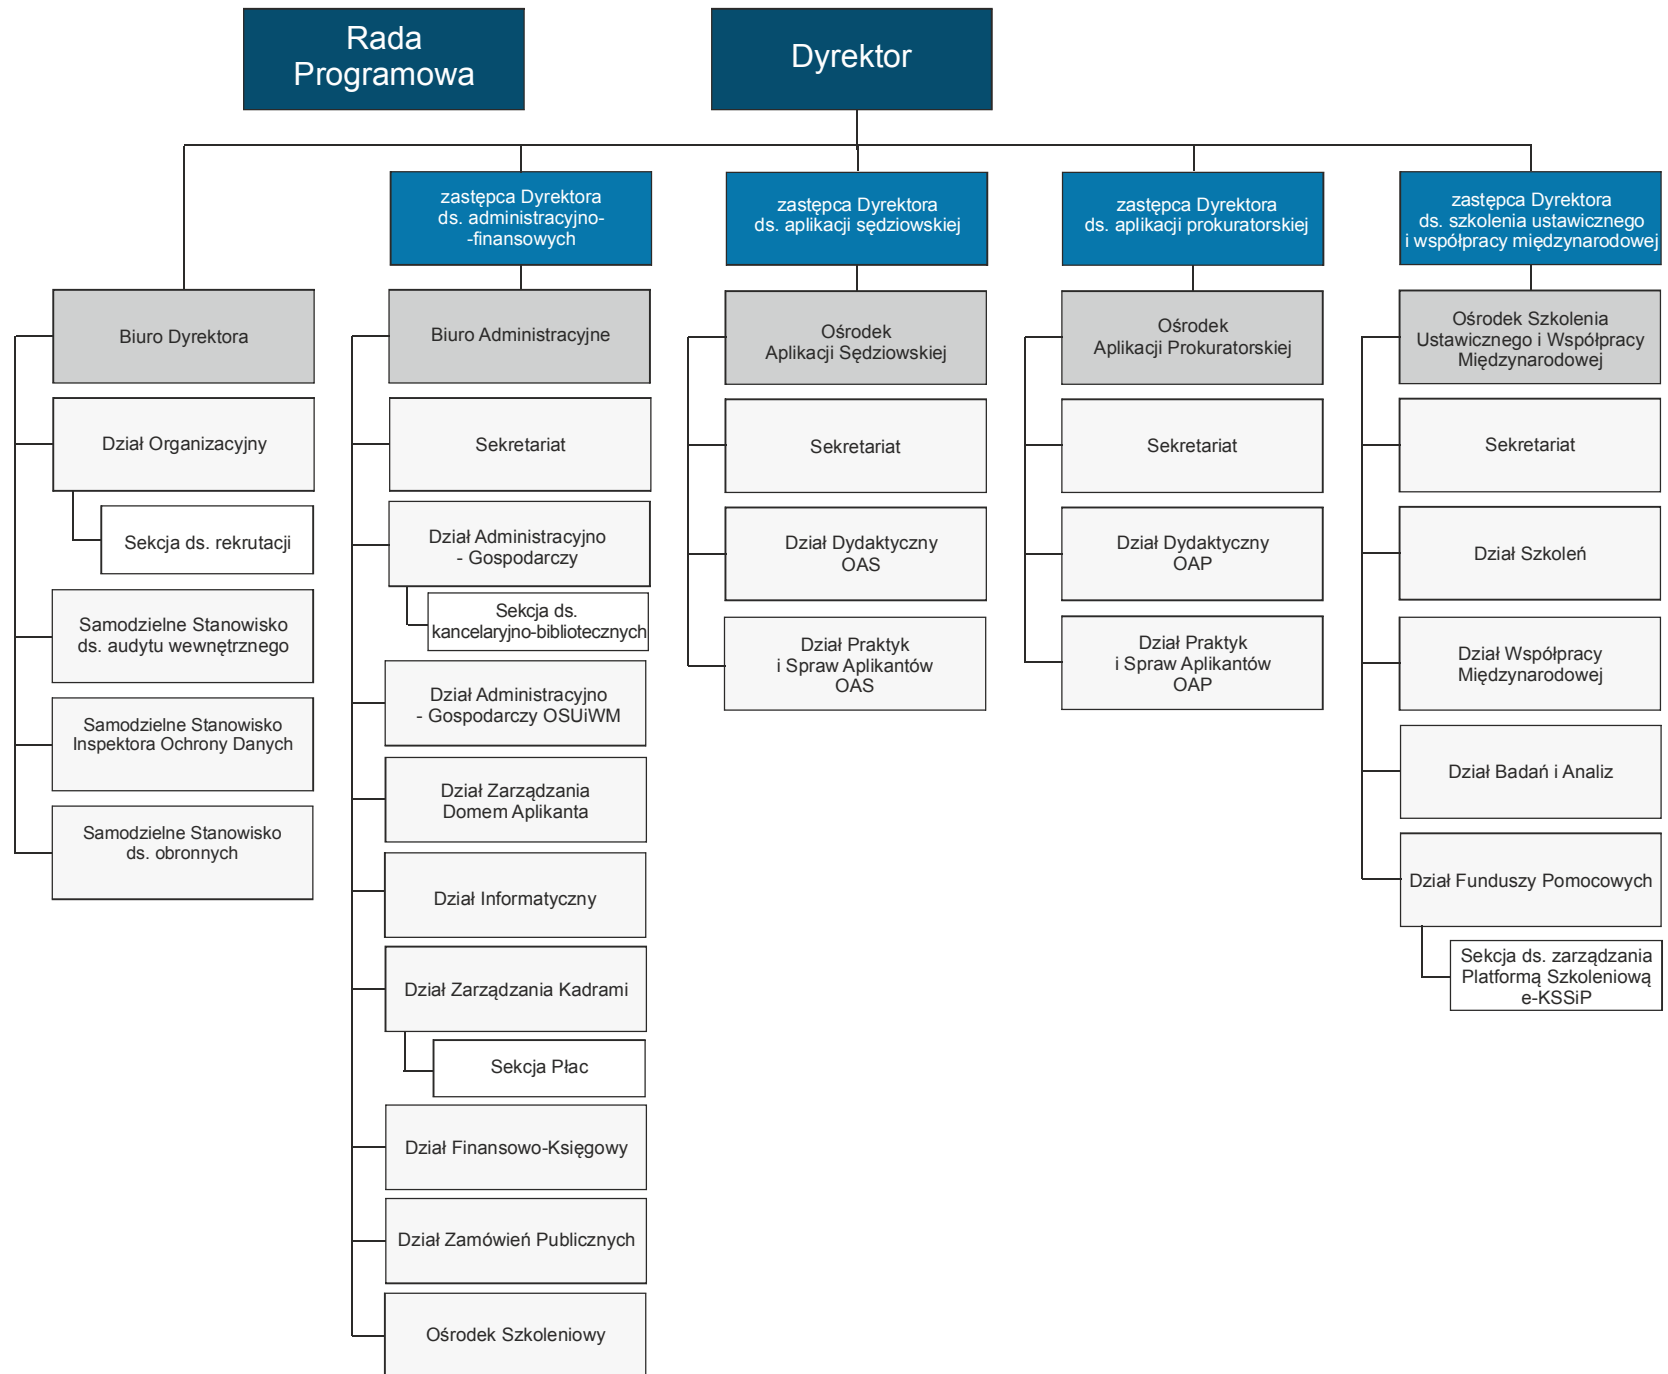 Rada
Programowa
Dyrektor
zastępca Dyrektora
ds. administracyjno-
-finansowych
zastępca Dyrektora
ds. aplikacji sędziowskiej
zastępca Dyrektora
ds. aplikacji prokuratorskiej
zastępca Dyrektora
ds. szkolenia ustawicznego
i współpracy międzynarodowej
Biuro Dyrektora
Dział Organizacyjny
Sekcja ds. rekrutacji
Samodzielne Stanowisko
ds. audytu wewnętrznego
Samodzielne Stanowisko
Inspektora Ochrony Danych
Samodzielne Stanowisko
ds. obronnych
Biuro Administracyjne
Sekretariat
Dział Administracyjno
- Gospodarczy
Sekcja ds.
kancelaryjno-bibliotecznych
Dział Administracyjno
- Gospodarczy OSUiWM
Dział Zarządzania
Domem Aplikanta
Dział Informatyczny
Dział Zarządzania Kadrami
Sekcja Płac
Dział Finansowo-Księgowy
Dział Zamówień Publicznych
Ośrodek Szkoleniowy
Ośrodek
Aplikacji Sędziowskiej
Sekretariat
Dział Dydaktyczny
OAS
Dział Praktyk
i Spraw Aplikantów
OAS
Ośrodek
Aplikacji Prokuratorskiej
Sekretariat
Dział Dydaktyczny
OAP
Dział Praktyk
i Spraw Aplikantów
OAP
Ośrodek Szkolenia
Ustawicznego i Współpracy
Międzynarodowej
Sekretariat
Dział Szkoleń
Dział Współpracy
Międzynarodowej
Dział Badań i Analiz
Dział Funduszy Pomocowych
Sekcja ds. zarządzania
Platformą Szkoleniową
e-KSSiP